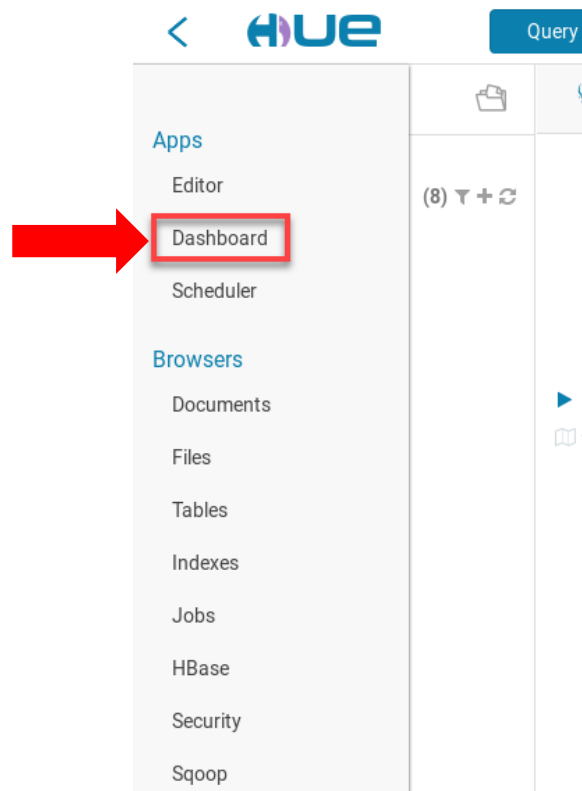 HUE
Query
Apps
Editor
(8)
Dashboard
Scheduler
Browsers
Documents
Files
Tables
Indexes
Jobs
HBase
Security
Sqoop